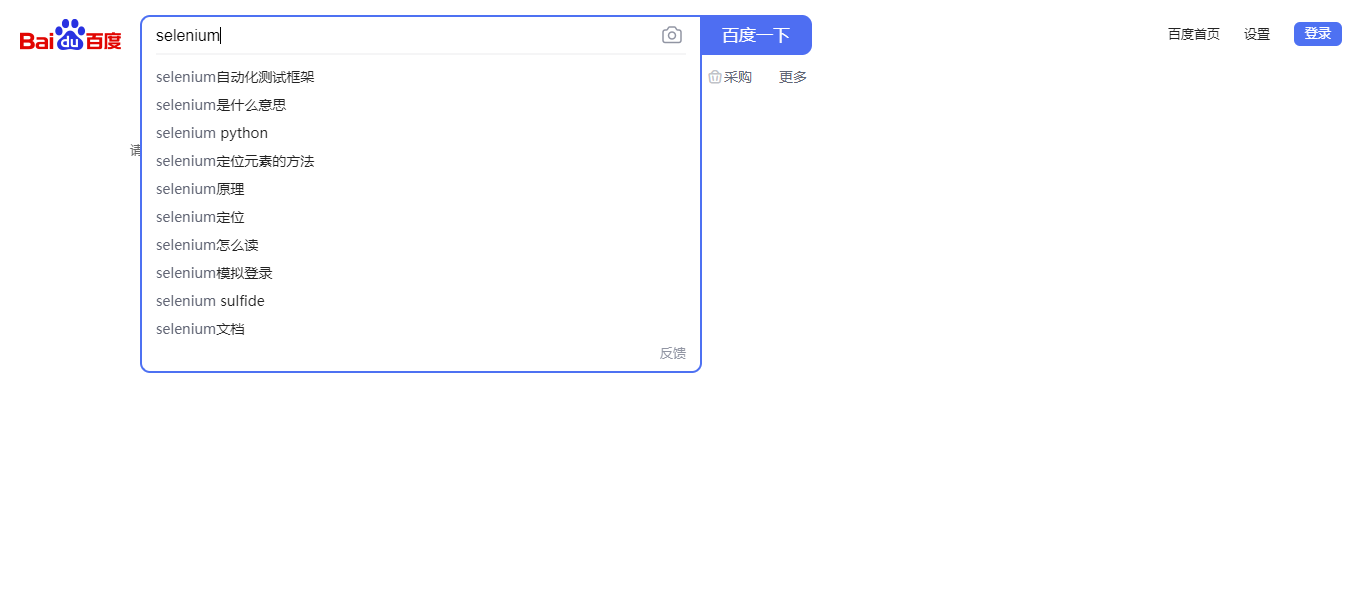 Bai du 百度
selenium
百度一下
百度首页
设置
登录
selenium自动化测试框架
采购
更多
selenium是什么意思
selenium python
请
selenium定位元素的方法
selenium原理
selenium定位
selenium怎么读
selenium模拟登录
selenium sulfide
selenium文档
反馈